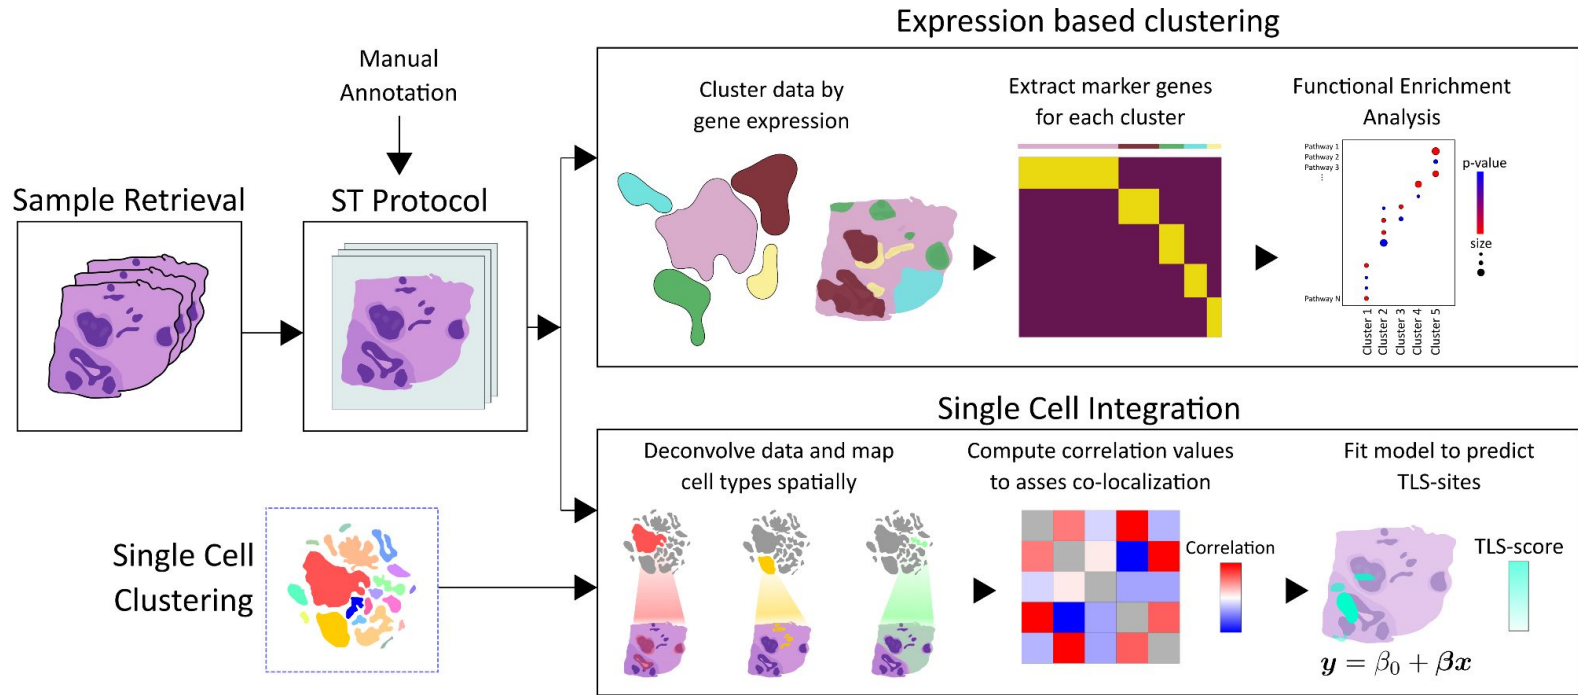 Expression based clustering
Manual
Annotation
Cluster data by
gene expression
Extract marker genes
for each cluster
Functional Enrichment
Analysis
Pathway 1
Pathway 2
Pathway 3
⋮
Pathway N
p-value
size
Cluster 1
Cluster 2
Cluster 3
Cluster 4
Cluster 5
Sample Retrieval
ST Protocol
Single Cell Integration
Deconvolve data and map
cell types spatially
Compute correlation values
to asses co-localization
Fit model to predict
TLS-sites
Single Cell
Clustering
Correlation
TLS-score
y = β₀ + βx